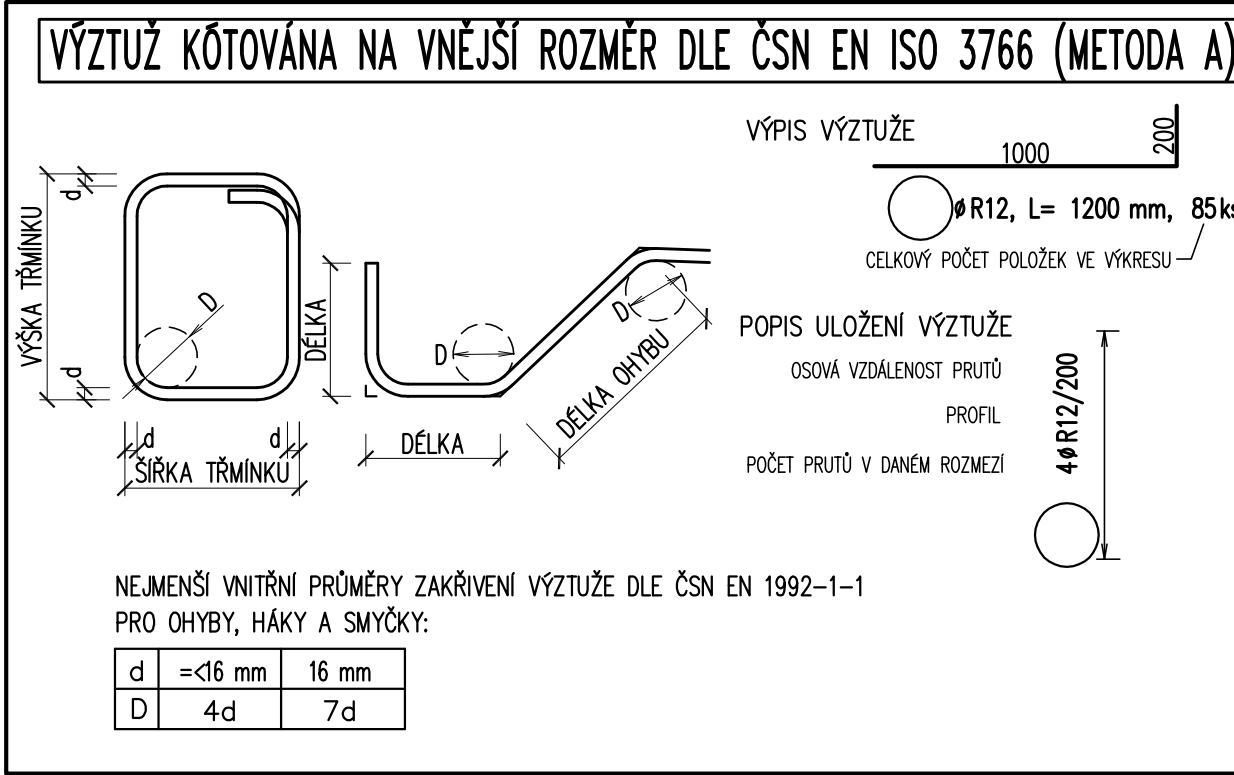 VÝZTUŽ KÓTOVÁNA NA VNĚJŠÍ ROZMĚR DLE ČSN EN ISO 3766 (METODA A)
VÝPIS VÝZTUŽE
1000
200
øR12, L= 1200 mm, 85ks
CELKOVÝ POČET POLOŽEK VE VÝKRESU
d
VÝŠKA TŘMÍNKU
D
d
d
d
ŠÍŘKA TŘMÍNKU
DÉLKA
D
DÉLKA
D
DÉLKA OHYBU
POPIS ULOŽENÍ VÝZTUŽE
OSOVÁ VZDÁLENOST PRUTŮ
PROFIL
POČET PRUTŮ V DANÉM ROZMEZÍ
4øR12/200
NEJMENŠÍ VNITŘNÍ PRŮMĚRY ZAKŘIVENÍ VÝZTUŽE DLE ČSN EN 1992-1-1
PRO OHYBY, HÁKY A SMYČKY:
d =<16 mm 16 mm
D 4d 7d